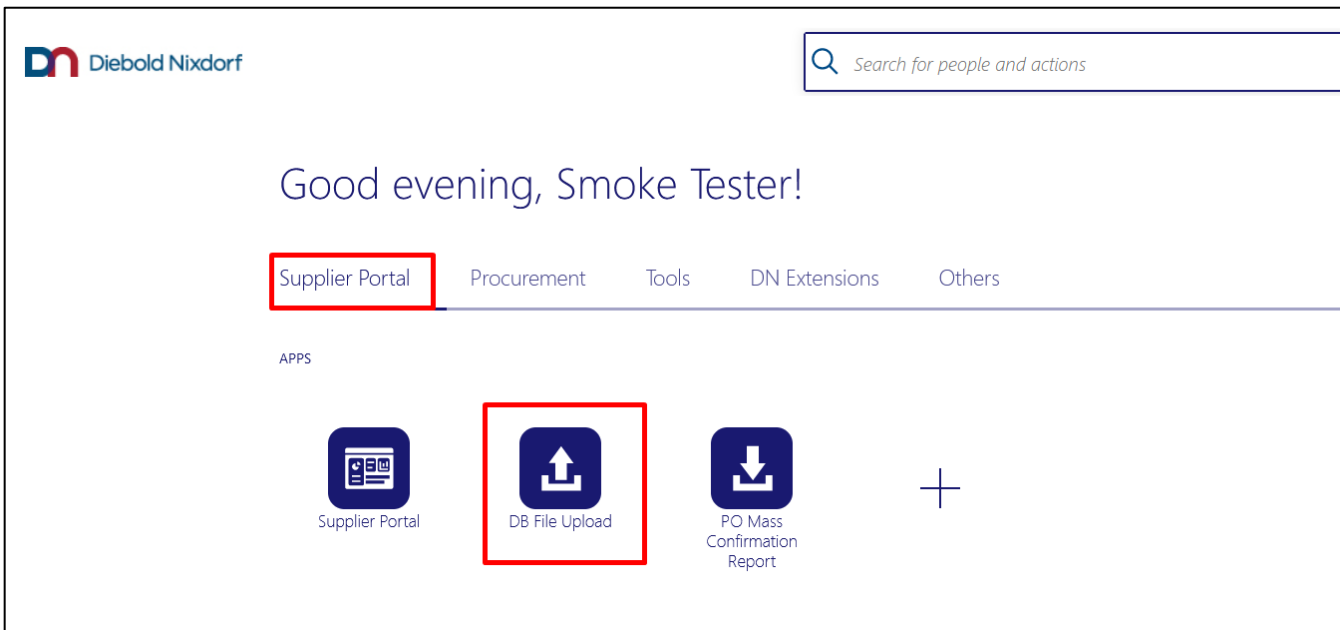 Diebold Nixdorf
Search for people and actions
Good evening, Smoke Tester!
Supplier Portal Procurement Tools DN Extensions Others
APPS
Supplier Portal DB File Upload PO Mass
Confirmation
Report